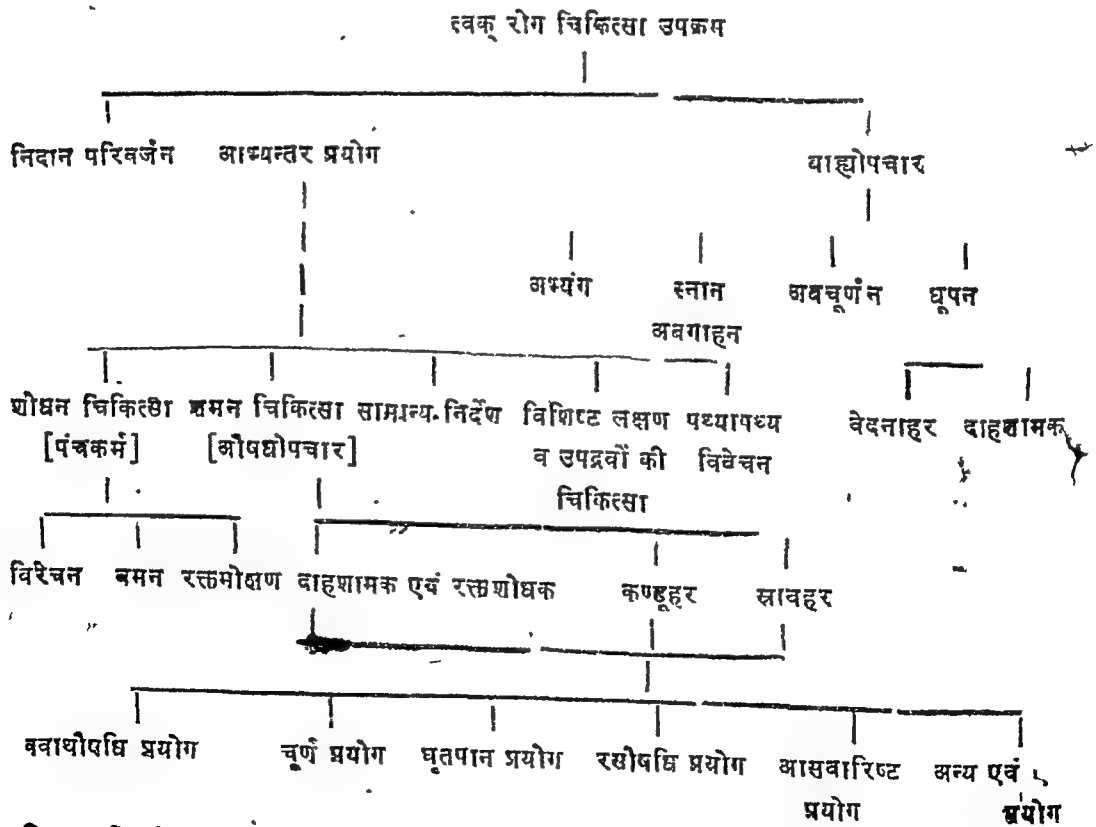 त्वक् रोग चिकित्सा उपक्रम
निदान परिवर्जन आभ्यन्तर प्रयोग बाह्योपचार
अभ्यंग स्नान अवचूर्णन धूपन
अवगाहन
शोधन चिकित्सा शमन चिकित्सा सामान्य निर्देश विशिष्ट लक्षण पथ्यापथ्य वेदनाहर दाहशामक
[पंचकर्म] [औषधोपचार] व उपद्रवों की विवेचन
चिकित्सा
विरेचन वमन रक्तमोक्षण दाहशामक एवं रक्तशोधक कण्डूहर स्रावहर
क्वाथौषधि प्रयोग चूर्ण प्रयोग घृतपान प्रयोग रसौषधि प्रयोग आसवारिष्ट अन्य एवं
प्रयोग प्रयोग